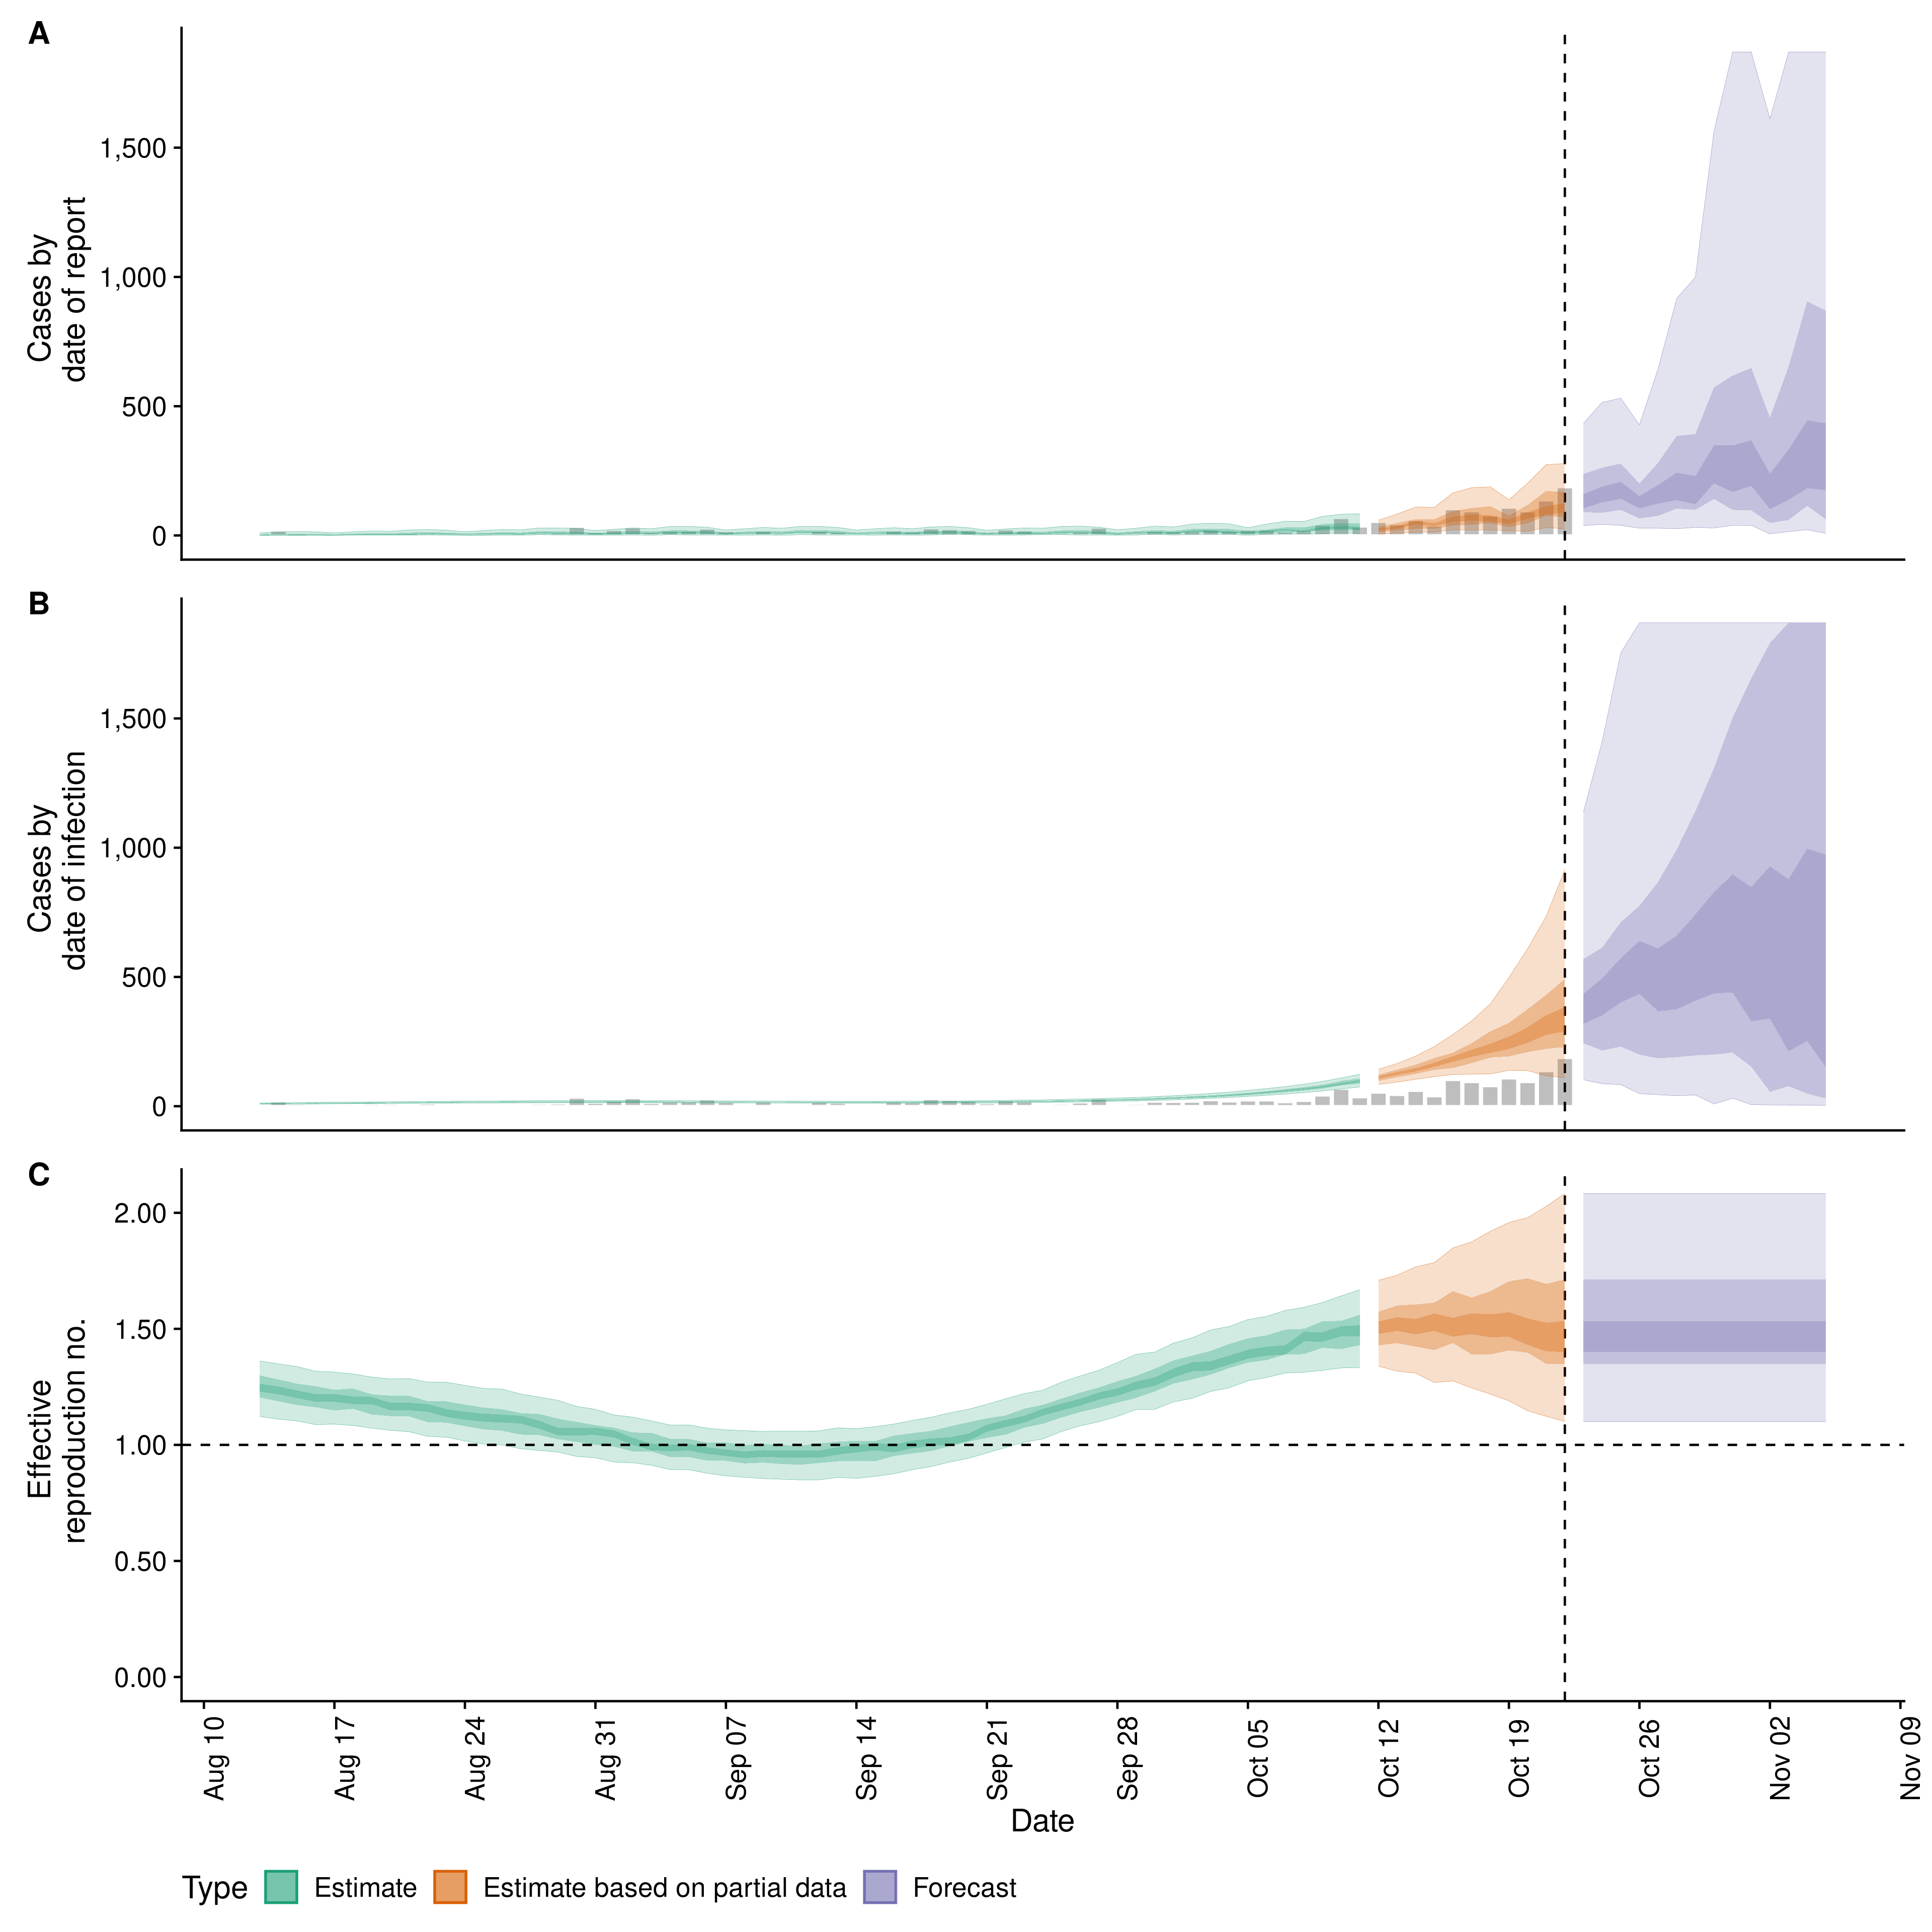 A
Cases by
date of report
1,500
1,000
500
0
B
Cases by
date of infection
1,500
1,000
500
0
C
Effective
reproduction no.
2.00
1.50
1.00
0.50
0.00
Aug 10
Aug 17
Aug 24
Aug 31
Sep 07
Sep 14
Sep 21
Sep 28
Oct 05
Oct 12
Oct 19
Oct 26
Nov 02
Nov 09
Date
Type Estimate Estimate based on partial data Forecast